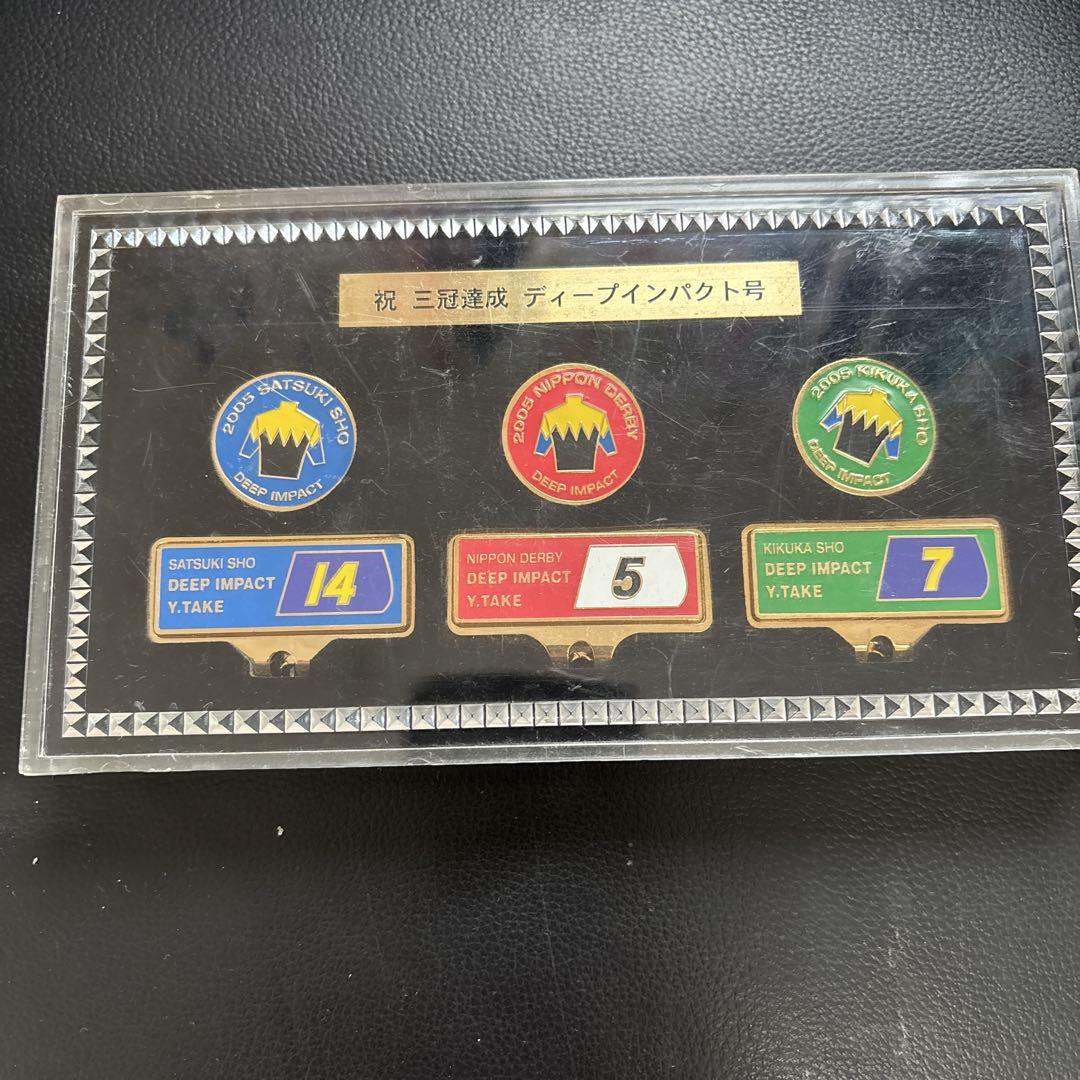 祝 三冠達成 ディープインパクト号
2005 SATSUKI SHO
DEEP IMPACT
2005 NIPPON DERBY
DEEP IMPACT
2005 KIKUKA SHO
DEEP IMPACT
SATSUKI SHO
DEEP IMPACT
Y.TAKE
14
NIPPON DERBY
DEEP IMPACT
Y.TAKE
5
KIKUKA SHO
DEEP IMPACT
Y.TAKE
7